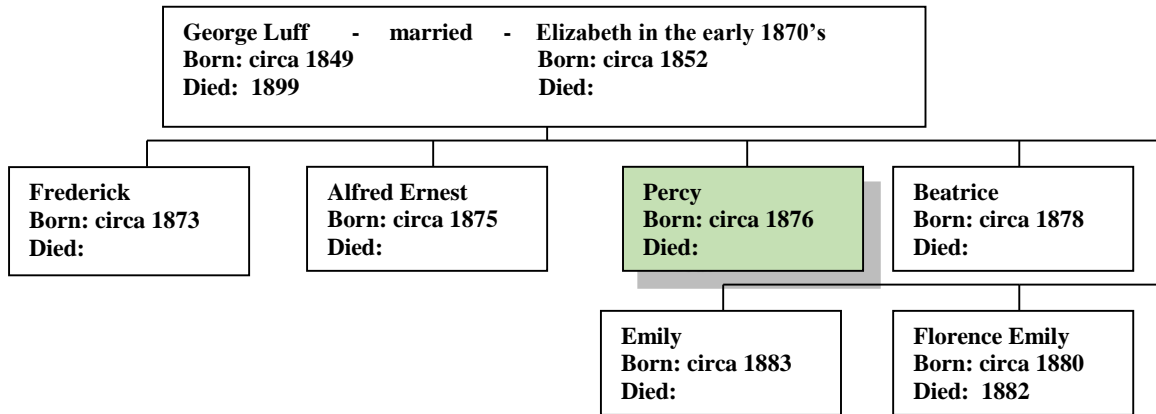 George Luff - married - Elizabeth in the early 1870’s
Born: circa 1849 Born: circa 1852
Died: 1899 Died:
Frederick
Born: circa 1873
Died:
Alfred Ernest
Born: circa 1875
Died:
Percy
Born: circa 1876
Died:
Beatrice
Born: circa 1878
Died:
Emily
Born: circa 1883
Died:
Florence Emily
Born: circa 1880
Died: 1882